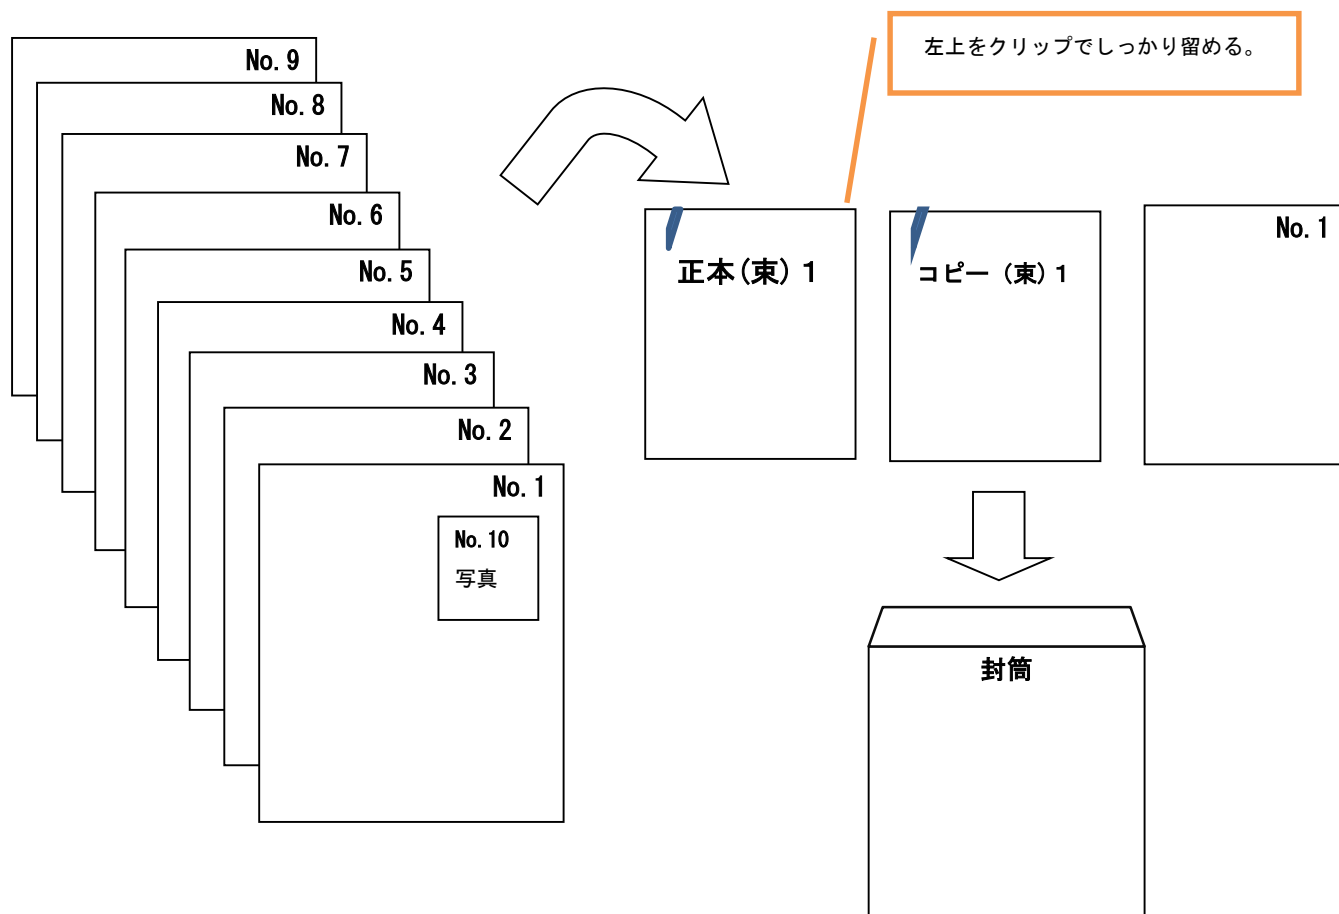 左上をクリップでしっかり留める。
No. 9
No. 8
No. 7
No. 6
No. 5
No. 4
No. 3
No. 2
No. 1
No. 10
写真
正本(束) 1
コピー (束) 1
No. 1
封筒